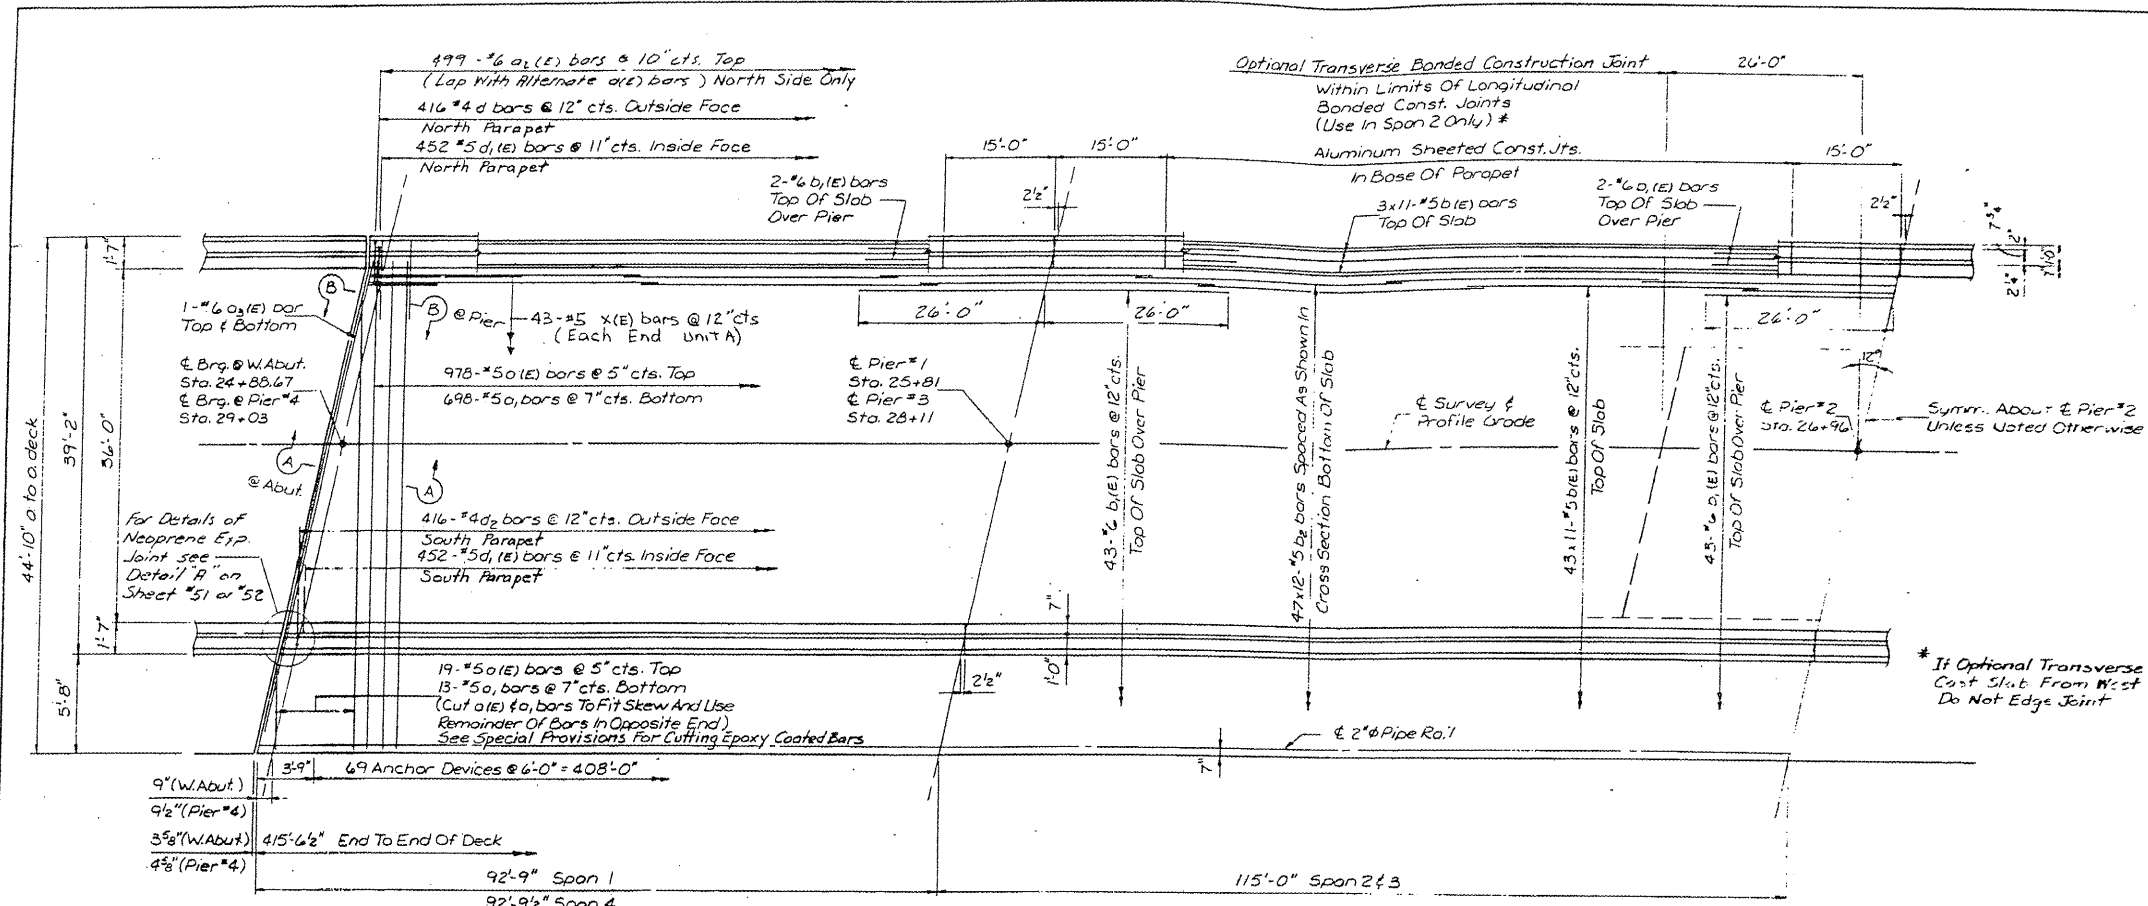 499 - #6 a2(E) bars @ 10" cts. Top
(Lap With Alternate a(E) bars) North Side Only
416 #4 d bars @ 12" cts. Outside Face
North Parapet
452 #5 d1(E) bars @ 11" cts. Inside Face
North Parapet
Optional Transverse Bonded Construction Joint
Within Limits Of Longitudinal
Bonded Const. Joints
(Use In Span 2 Only) *
26'-0"
15'-0"
15'-0"
Aluminum Sheeted Const. Jts.
In Base Of Parapet
15'-0"
2-#6 b1(E) bars
Top Of Slab
Over Pier
2½"
3x11-#5b(E) bars
Top Of Slab
2-#6 b1(E) bars
Top Of Slab
Over Pier
2½"
7¾"
2"
1'-0"
7"
2¼"
1'-7"
B
1-#6 a3(E) bar
Top & Bottom
B
@ Pier
43-#5 x(E) bars @ 12" cts
(Each End Unit A)
26'-0"
26'-0"
26'-0"
12°
℄ Brg. @ W. Abut.
Sta. 24+88.67
℄ Brg. @ Pier #4
Sta. 29+03
978-#5a(E) bars @ 5" cts. Top
698-#5a1 bars @ 7" cts. Bottom
℄ Pier #1
Sta. 25+81
℄ Pier #3
Sta. 28+11
℄ Survey &
Profile Grade
℄ Pier #2
Sta. 26+96
Symm. About ℄ Pier #2
Unless Noted Otherwise
44'-10" o. to o. deck
39'-2"
36'-0"
A
@ Abut.
A
43-#6 b1(E) bars @ 12" cts.
Top Of Slab Over Pier
47x12-#5b2 bars Spaced As Shown In
Cross Section Bottom Of Slab
43x11-#5b(E) bars @ 12" cts.
Top Of Slab
43-#6 b1(E) bars @ 12" cts.
Top Of Slab Over Pier
For Details of
Neoprene Exp.
Joint see
Detail "A" on
Sheet #51 or #52
416-#4d2 bars @ 12" cts. Outside Face
South Parapet
452-#5d1(E) bars @ 11" cts. Inside Face
South Parapet
1'-7"
5'-8"
7"
1'-0"
2½"
19-#5a(E) bars @ 5" cts. Top
13-#5a1 bars @ 7" cts. Bottom
(Cut a(E) & a1 bars To Fit Skew And Use
Remainder Of Bars In Opposite End)
See Special Provisions For Cutting Epoxy Coated Bars
* If Optional Transverse
Cast Slab From West
Do Not Edge Joint
℄ 2"ϕ Pipe Rail
7"
3'-9"
69 Anchor Devices @ 6'-0" = 408'-0"
9" (W. Abut.)
9½" (Pier #4)
3⅝" (W. Abut)
415'-6½" End To End Of Deck
4⅝" (Pier #4)
92'-9" Span 1
115'-0" Span 2 & 3
92'-9½" Span 4